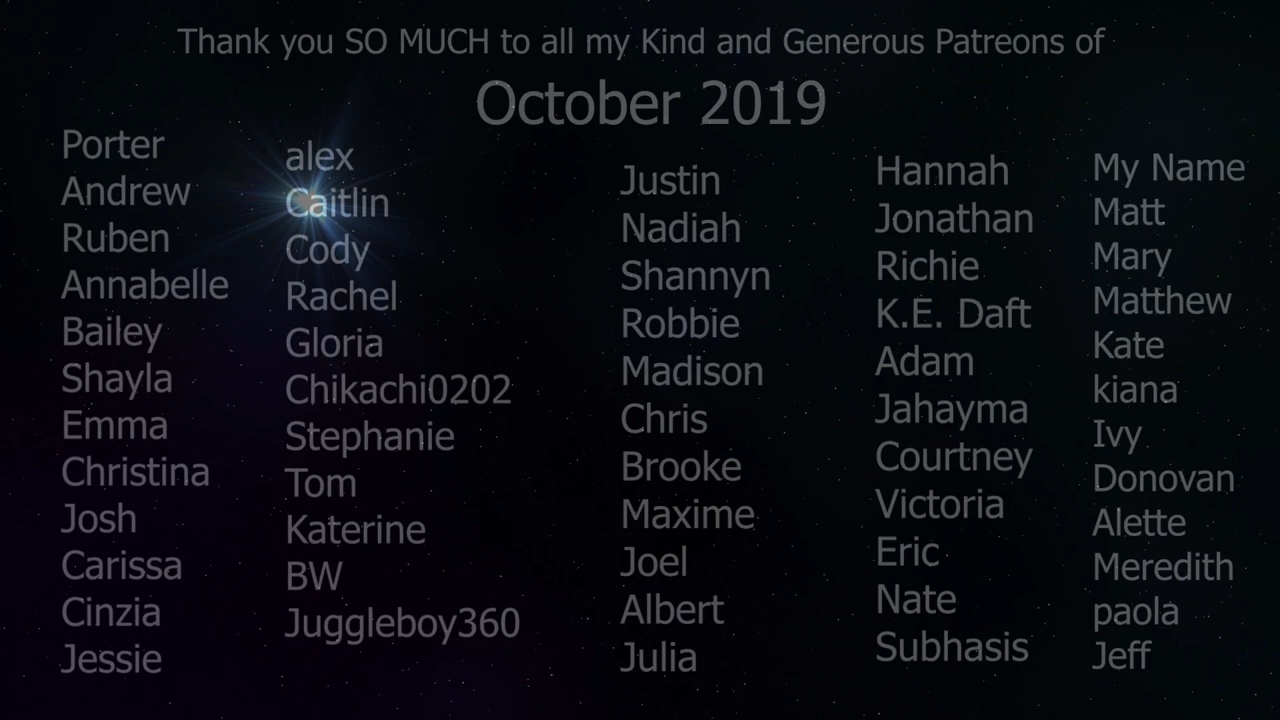 Thank you SO MUCH to all my Kind and Generous Patreons of
October 2019
Porter
Andrew
Ruben
Annabelle
Bailey
Shayla
Emma
Christina
Josh
Carissa
Cinzia
Jessie
alex
Caitlin
Cody
Rachel
Gloria
Chikachi0202
Stephanie
Tom
Katerine
BW
Juggleboy360
Justin
Nadiah
Shannyn
Robbie
Madison
Chris
Brooke
Maxime
Joel
Albert
Julia
Hannah
Jonathan
Richie
K.E. Daft
Adam
Jahayma
Courtney
Victoria
Eric
Nate
Subhasis
My Name
Matt
Mary
Matthew
Kate
kiana
Ivy
Donovan
Alette
Meredith
paola
Jeff